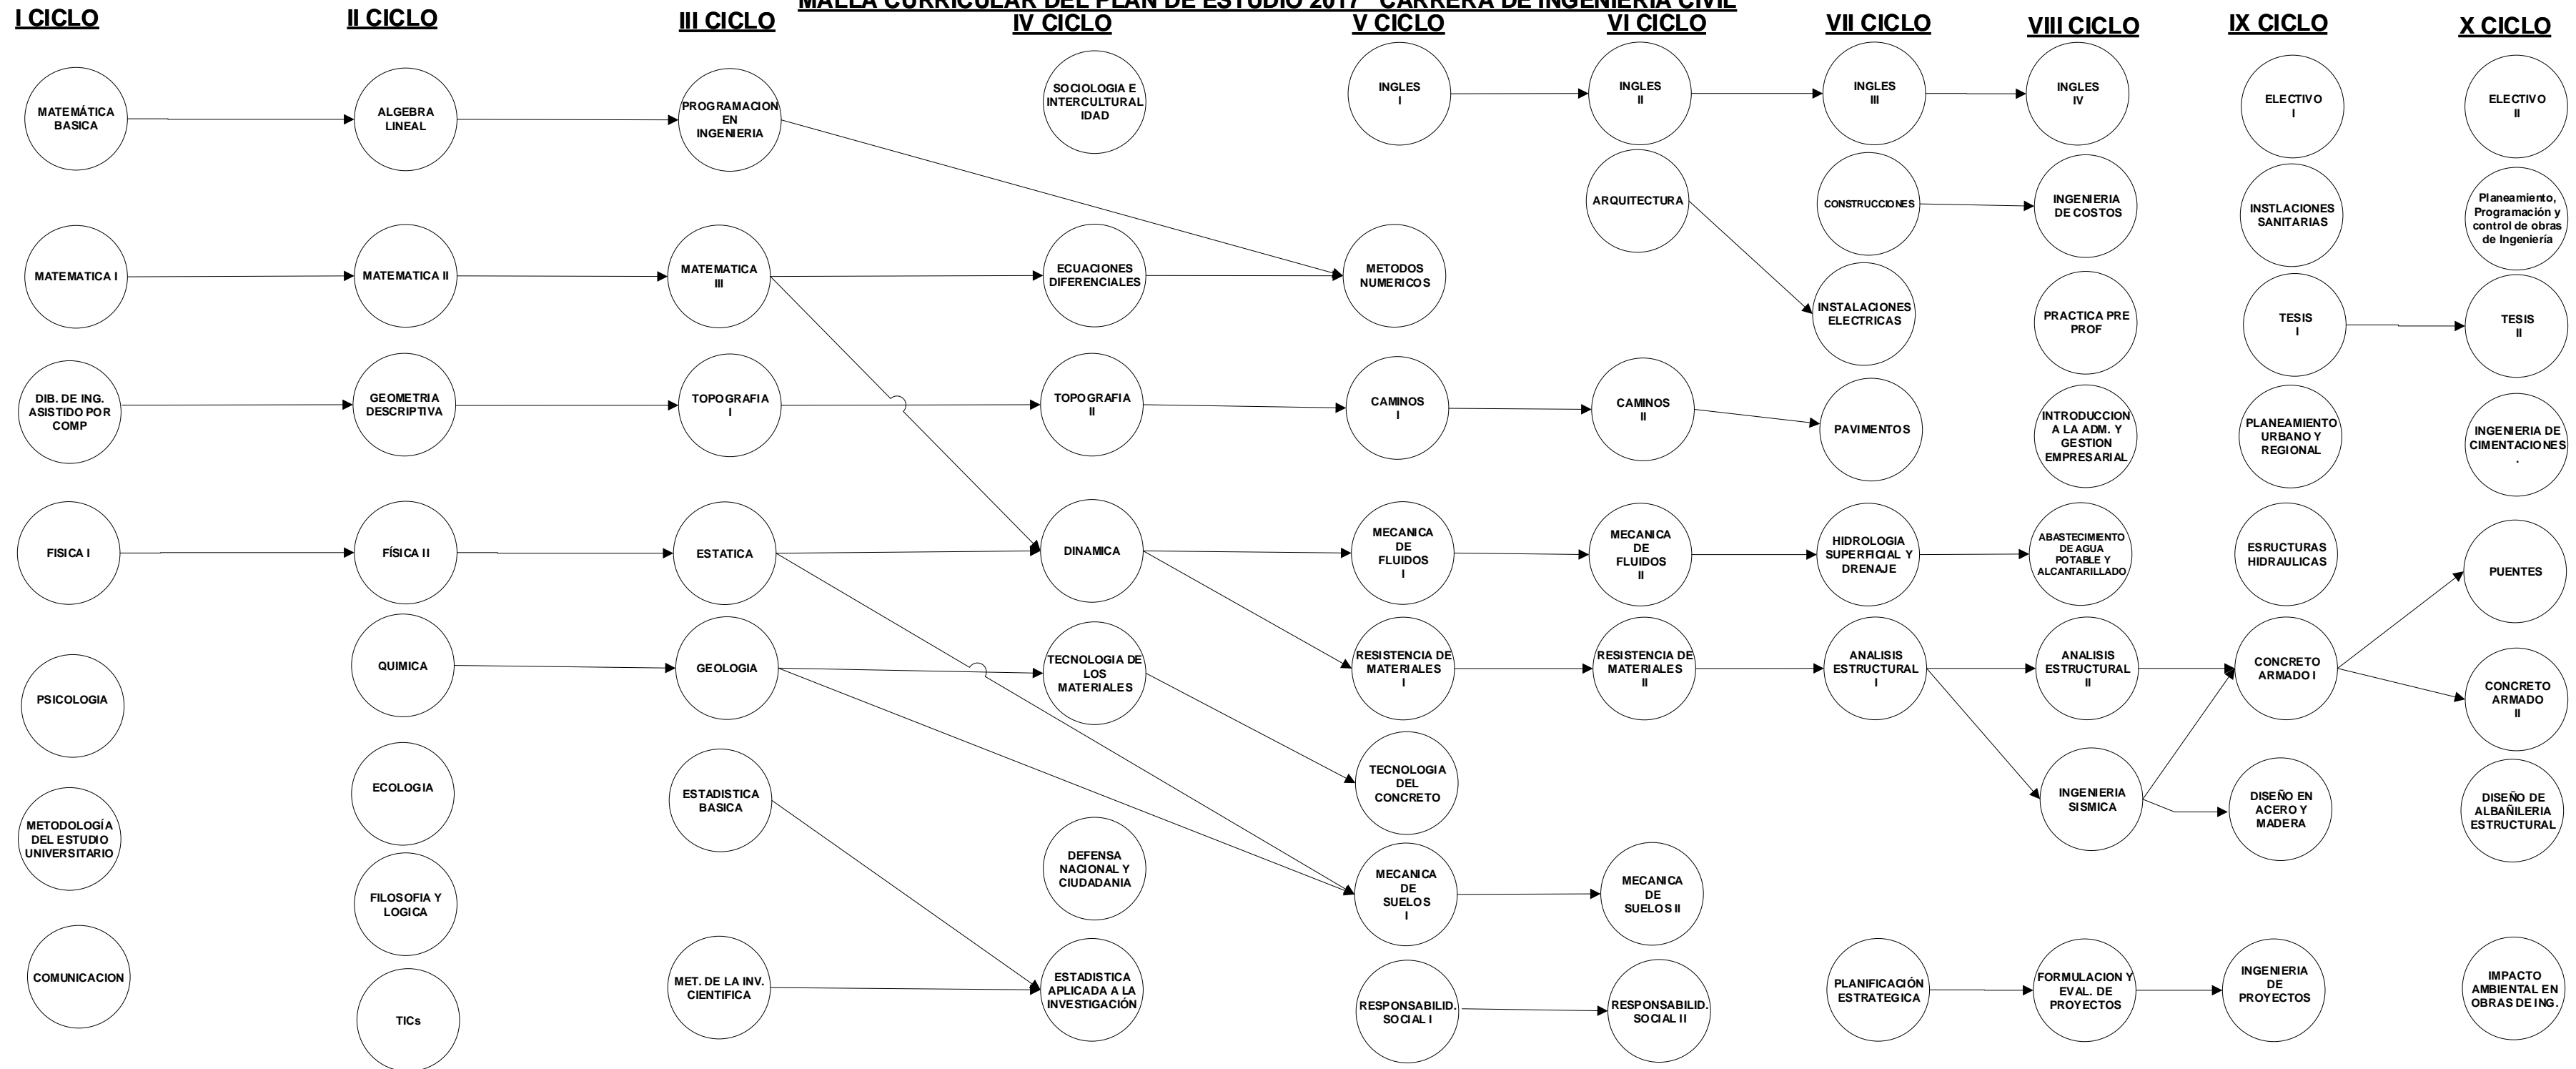 MALLA CURRICULAR DEL PLAN DE ESTUDIO 2017 CARRERA DE INGENIERIA CIVIL
I CICLO
MATEMÁTICA
BASICA
MATEMATICA I
DIB. DE ING.
ASISTIDO POR
COMP
FISICA I
PSICOLOGIA
METODOLOGÍA
DEL ESTUDIO
UNIVERSITARIO
COMUNICACION
II CICLO
ALGEBRA
LINEAL
MATEMATICA II
GEOMETRIA
DESCRIPTIVA
FÍSICA II
QUIMICA
ECOLOGIA
FILOSOFIA Y
LOGICA
TICs
III CICLO
PROGRAMACION
EN
INGENIERIA
MATEMATICA
III
TOPOGRAFIA
I
ESTATICA
GEOLOGIA
ESTADISTICA
BASICA
MET. DE LA INV.
CIENTIFICA
IV CICLO
SOCIOLOGIA E
INTERCULTURAL
IDAD
ECUACIONES
DIFERENCIALES
TOPOGRAFIA
II
DINAMICA
TECNOLOGIA DE
LOS
MATERIALES
DEFENSA
NACIONAL Y
CIUDADANIA
ESTADISTICA
APLICADA A LA
INVESTIGACIÓN
V CICLO
INGLES
I
METODOS
NUMERICOS
CAMINOS
I
MECANICA
DE
FLUIDOS
I
RESISTENCIA DE
MATERIALES
I
TECNOLOGIA
DEL
CONCRETO
MECANICA
DE
SUELOS
I
RESPONSABILID.
SOCIAL I
VI CICLO
INGLES
II
ARQUITECTURA
CAMINOS
II
MECANICA
DE
FLUIDOS
II
RESISTENCIA DE
MATERIALES
II
MECANICA
DE
SUELOS II
RESPONSABILID.
SOCIAL II
VII CICLO
INGLES
III
CONSTRUCCIONES
INSTALACIONES
ELECTRICAS
PAVIMENTOS
HIDROLOGIA
SUPERFICIAL Y
DRENAJE
ANALISIS
ESTRUCTURAL
I
PLANIFICACIÓN
ESTRATEGICA
VIII CICLO
INGLES
IV
INGENIERIA
DE COSTOS
PRACTICA PRE
PROF
INTRODUCCION
A LA ADM. Y
GESTION
EMPRESARIAL
ABASTECIMIENTO
DE AGUA
POTABLE Y
ALCANTARILLADO
ANALISIS
ESTRUCTURAL
II
INGENIERIA
SISMICA
FORMULACION Y
EVAL. DE
PROYECTOS
IX CICLO
ELECTIVO
I
INSTLACIONES
SANITARIAS
TESIS
I
PLANEAMIENTO
URBANO Y
REGIONAL
ESRUCTURAS
HIDRAULICAS
CONCRETO
ARMADO I
DISEÑO EN
ACERO Y
MADERA
INGENIERIA
DE
PROYECTOS
X CICLO
ELECTIVO
II
Planeamiento,
Programación y
control de obras
de Ingeniería
TESIS
II
INGENIERIA DE
CIMENTACIONES
.
PUENTES
CONCRETO
ARMADO
II
DISEÑO DE
ALBAÑILERIA
ESTRUCTURAL
IMPACTO
AMBIENTAL EN
OBRAS DE ING.